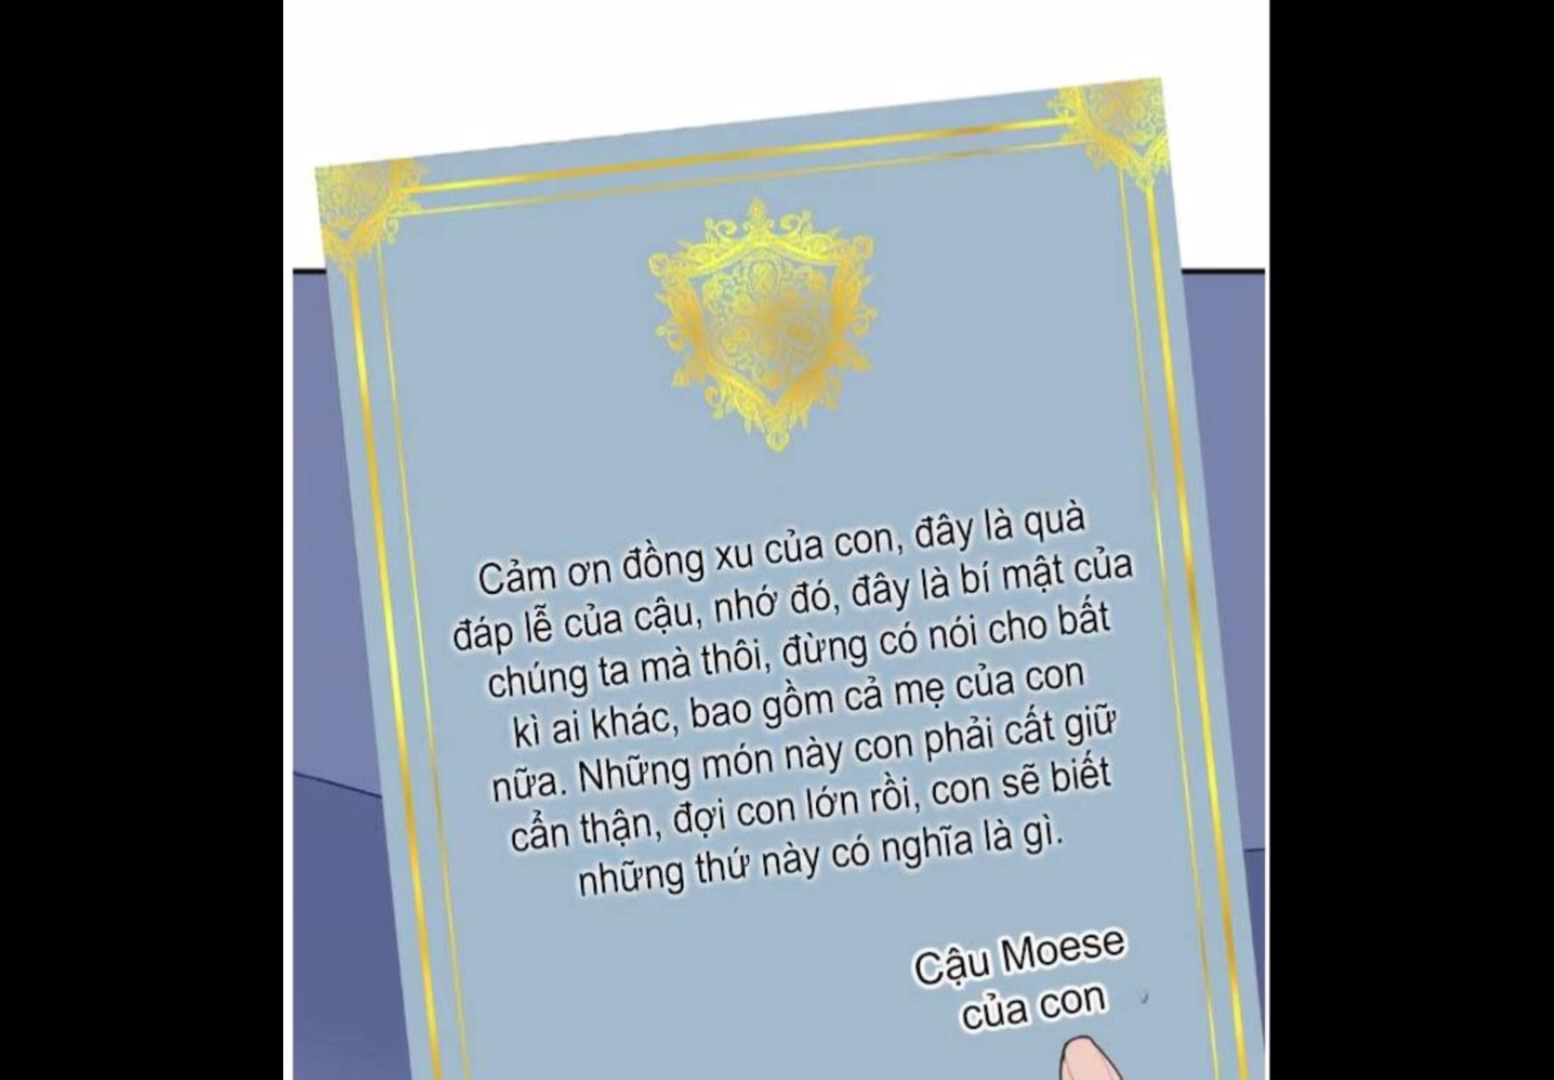 Cảm ơn đồng xu của con, đây là quà
đáp lễ của cậu, nhớ đó, đây là bí mật của
chúng ta mà thôi, đừng có nói cho bất
kì ai khác, bao gồm cả mẹ của con
nữa. Những món này con phải cất giữ
cẩn thận, đợi con lớn rồi, con sẽ biết
những thứ này có nghĩa là gì.
Cậu Moese
của con